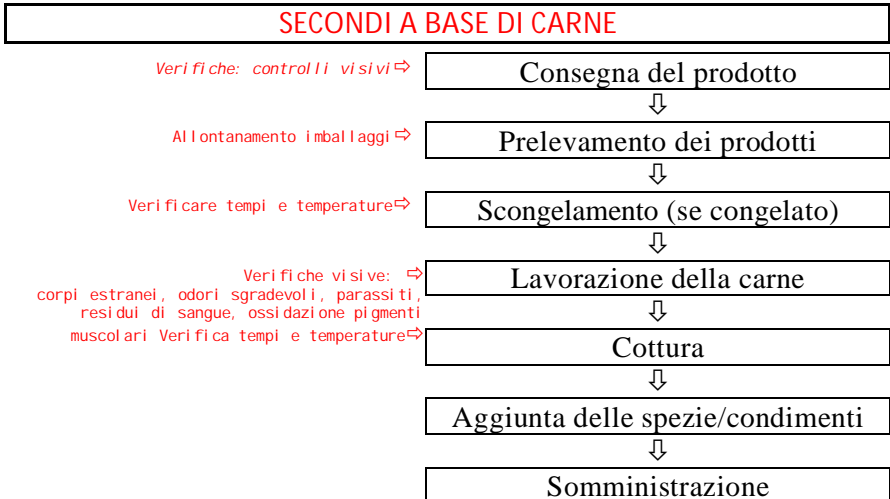 SECONDI A BASE DI CARNE
Verifiche: controlli visivi⇨
Consegna del prodotto
⇩
Allontanamento imballaggi⇨
Prelevamento dei prodotti
⇩
Verificare tempi e temperature⇨
Scongelamento (se congelato)
⇩
Verifiche visive: ⇨
corpi estranei, odori sgradevoli, parassiti,
residui di sangue, ossidazione pigmenti
muscolari Verifica tempi e temperature⇨
Lavorazione della carne
⇩
Cottura
⇩
Aggiunta delle spezie/condimenti
⇩
Somministrazione